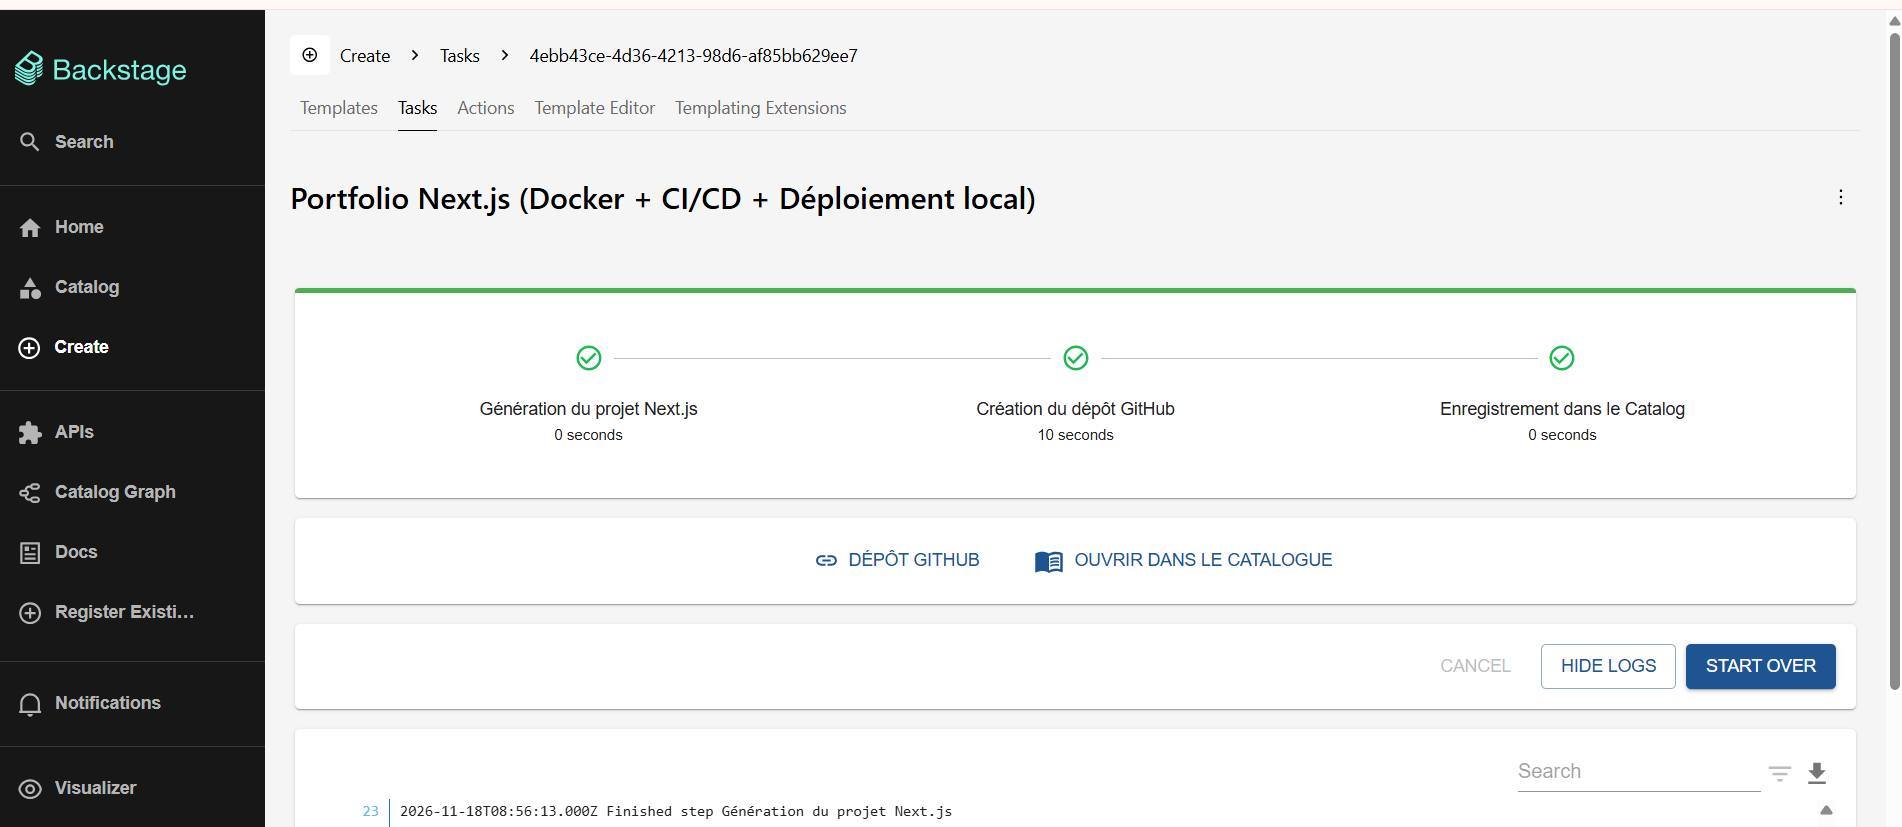 Backstage
Search
Home
Catalog
Create
APIs
Catalog Graph
Docs
Register Existi...
Notifications
Visualizer
Create > Tasks > 4ebb43ce-4d36-4213-98d6-af85bb629ee7
Templates Tasks Actions Template Editor Templating Extensions
Portfolio Next.js (Docker + CI/CD + Déploiement local)
Génération du projet Next.js
0 seconds
Création du dépôt GitHub
10 seconds
Enregistrement dans le Catalog
0 seconds
DÉPÔT GITHUB OUVRIR DANS LE CATALOGUE
CANCEL HIDE LOGS START OVER
Search
23 2026-11-18T08:56:13.000Z Finished step Génération du projet Next.js